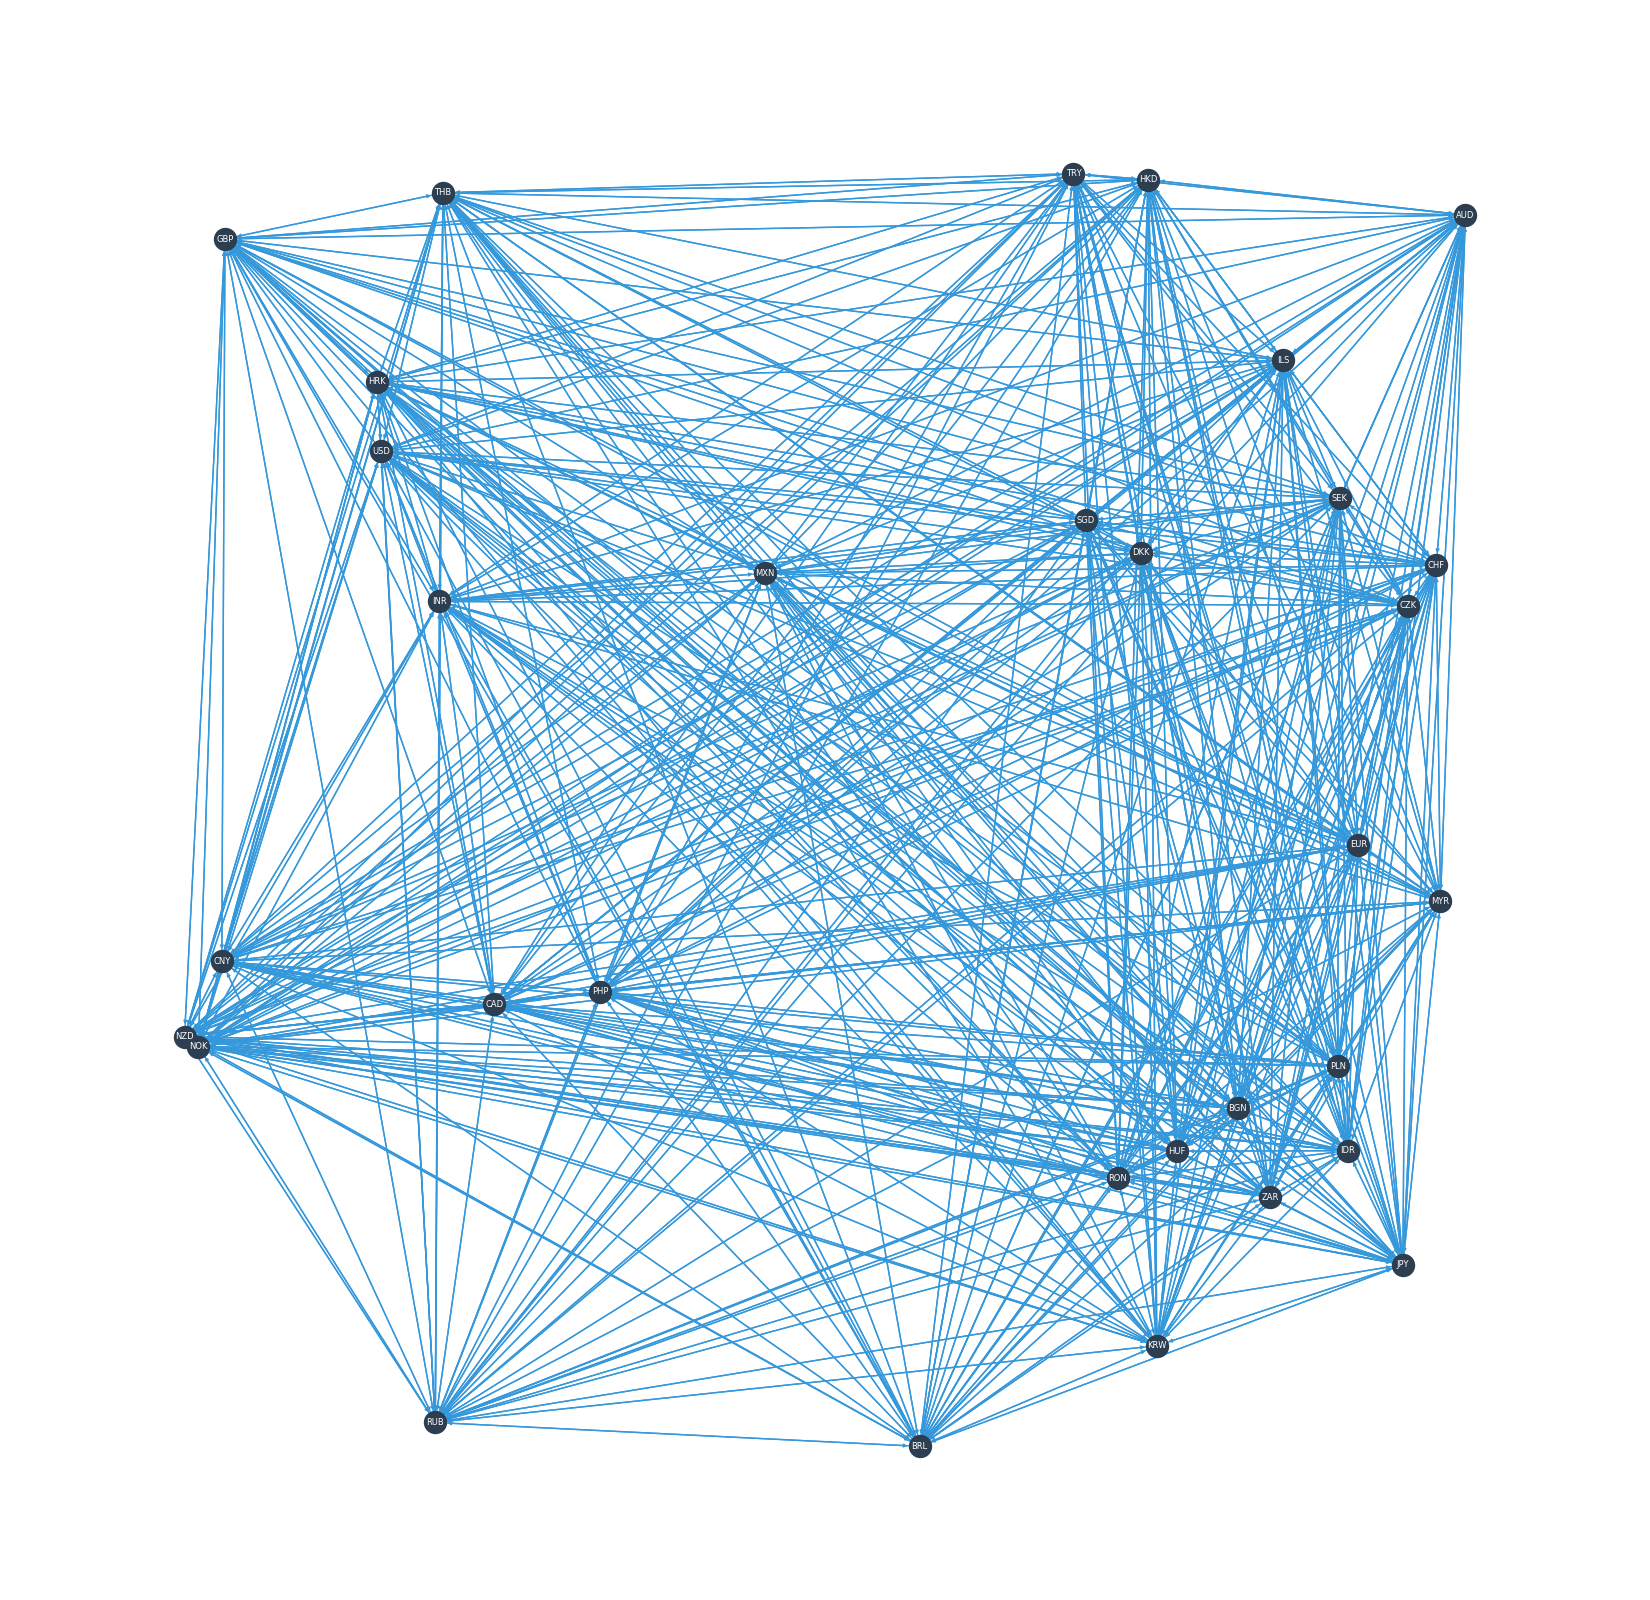 TRY
HKD
THB
AUD
GBP
ILS
HRK
USD
SEK
SGD
DKK
CHF
MXN
INR
CZK
EUR
MYR
CNY
PHP
CAD
NZD
NOK
PLN
BGN
HUF
IDR
RON
ZAR
JPY
KRW
RUB
BRL